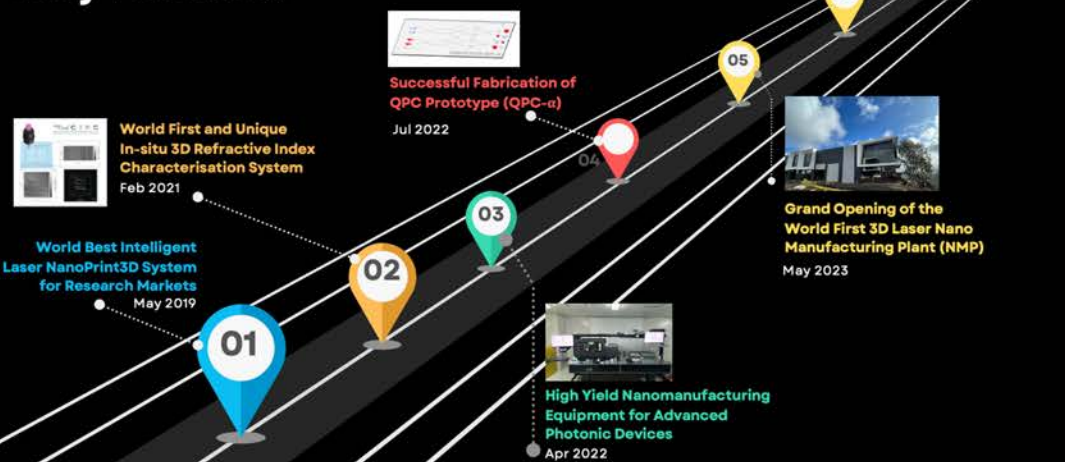 Successful Fabrication of
QPC Prototype (QPC-α)
Jul 2022
05
World First and Unique
In-situ 3D Refractive Index
Characterisation System
Feb 2021
04
03
Grand Opening of the
World First 3D Laser Nano
Manufacturing Plant (NMP)
May 2023
World Best Intelligent
Laser NanoPrint3D System
for Research Markets
May 2019
02
01
High Yield Nanomanufacturing
Equipment for Advanced
Photonic Devices
Apr 2022